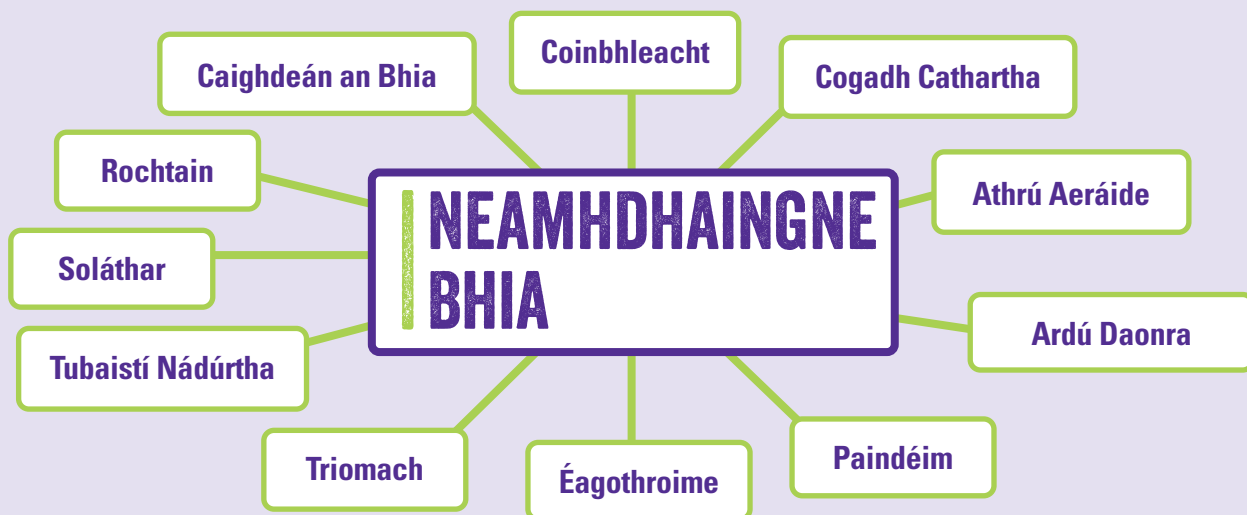 Coinbhleacht
Caighdeán an Bhia
Cogadh Cathartha
Rochtain
Athrú Aeráide
NEAMHDHAINGNE
BHIA
Soláthar
Ardú Daonra
Tubaistí Nádúrtha
Triomach
Éagothroime
Paindéim